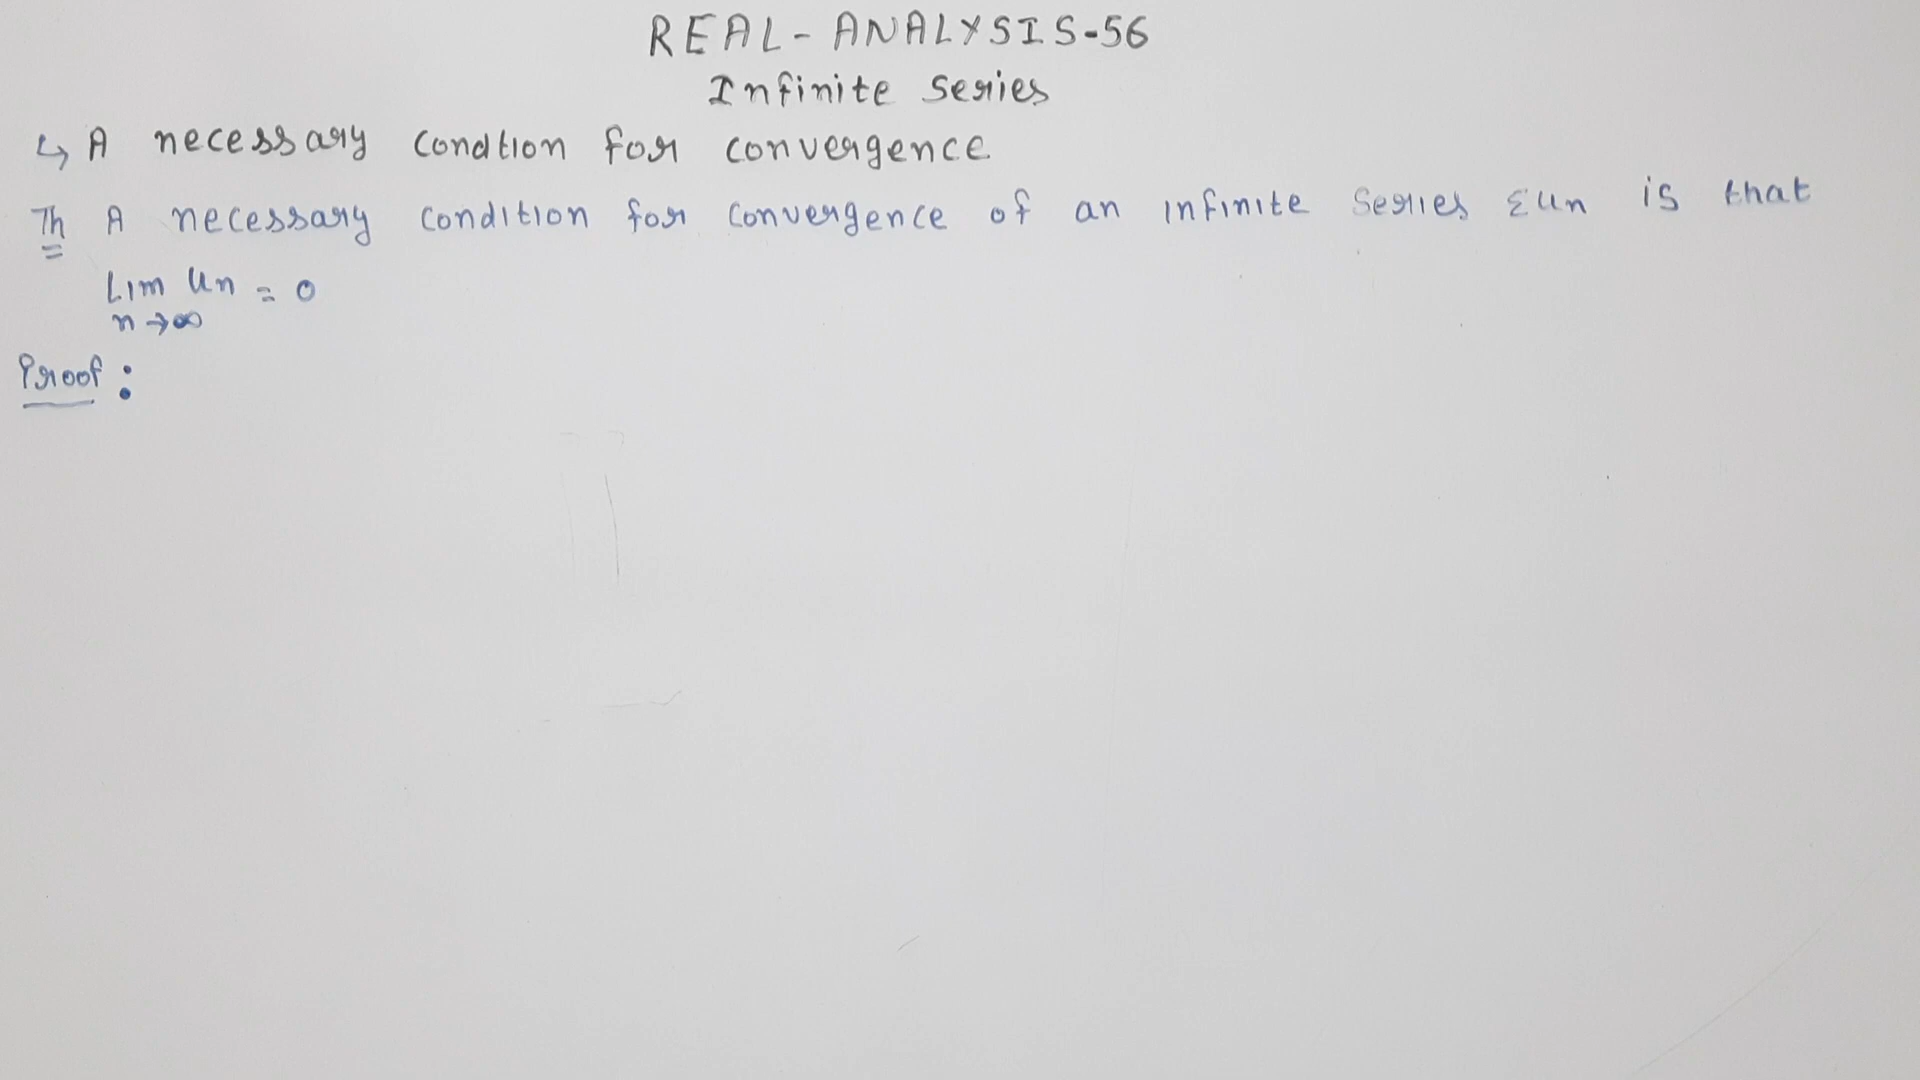 REAL-ANALYSIS-56
Infinite Series
↳ A necessary condtion for convergence
Th A necessary condition for convergence of an infinite series Σun is that
Lim Un = 0
n→∞
Proof :